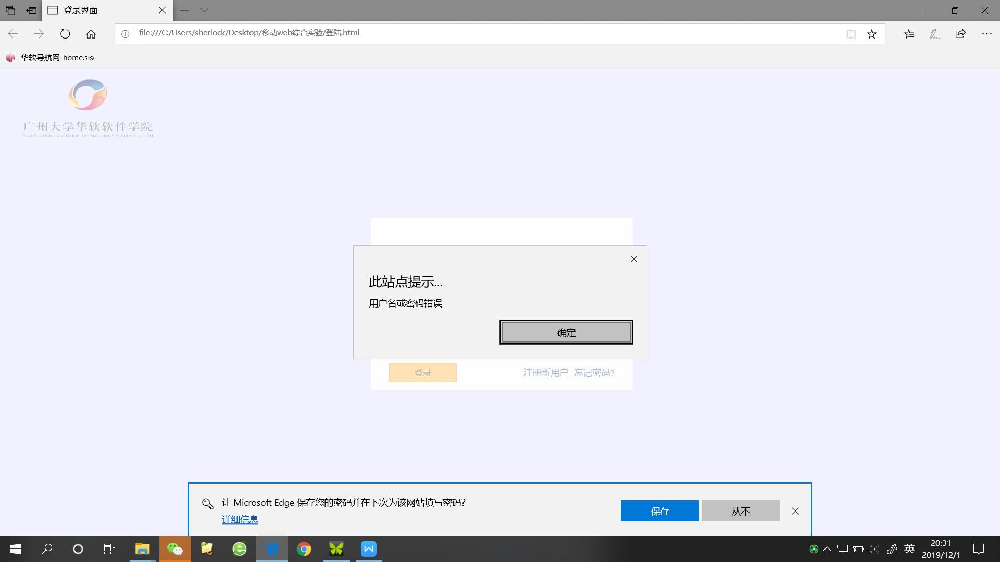 登录界面
file:///C:/Users/sherlock/Desktop/移动web综合实验/登陆.html
华软导航网-home.sis
广州大学华软软件学院
South China Institute of Software Engineering.GU
此站点提示...
用户名或密码错误
确定
登录
注册新用户 忘记密码?
让 Microsoft Edge 保存您的密码并在下次为该网站填写密码?
详细信息
保存
从不
英
20:31
2019/12/1